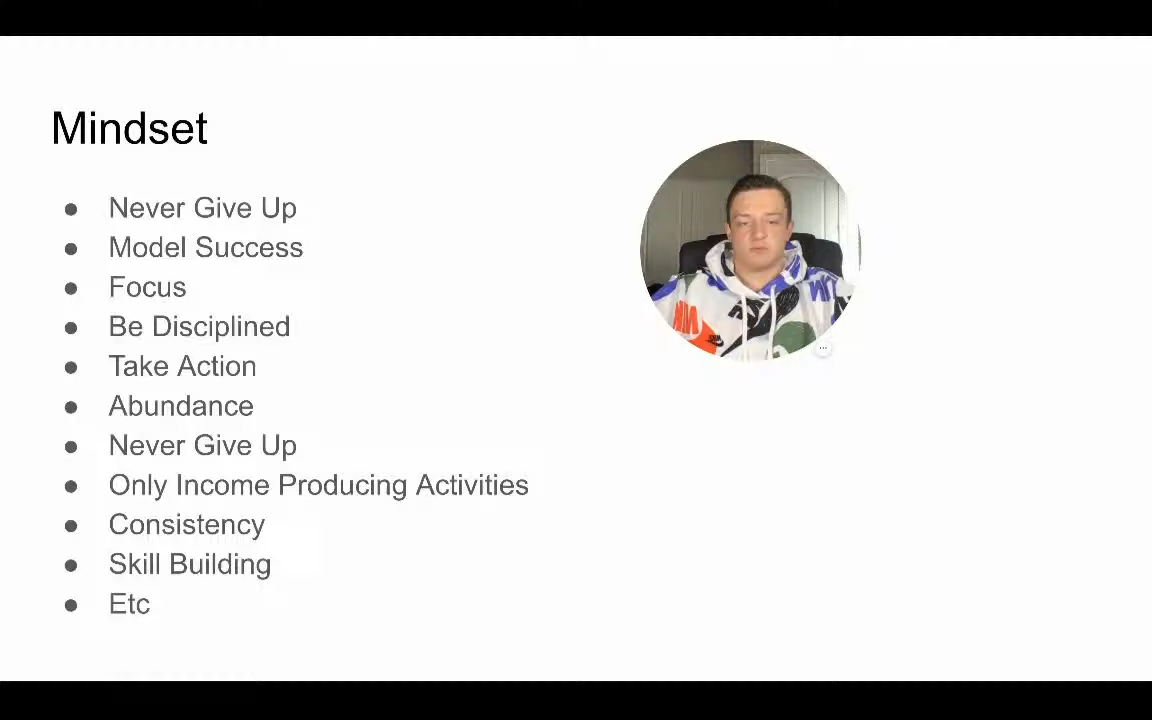 Mindset
Never Give Up
Model Success
Focus
Be Disciplined
Take Action
Abundance
Never Give Up
Only Income Producing Activities
Consistency
Skill Building
Etc